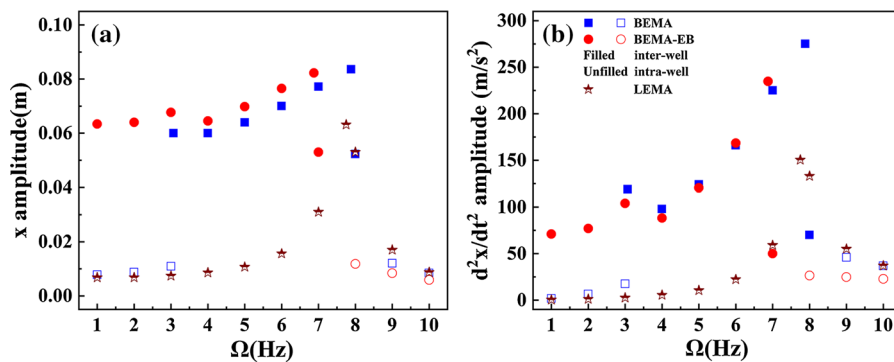 (a)
x amplitude(m)
0.10
0.08
0.06
0.04
0.02
0.00
1 2 3 4 5 6 7 8 9 10
Ω(Hz)
(b)
d²x/dt² amplitude (m/s²)
300
250
200
150
100
50
0
BEMA
BEMA-EB
Filled inter-well
Unfilled intra-well
LEMA
1 2 3 4 5 6 7 8 9 10
Ω(Hz)